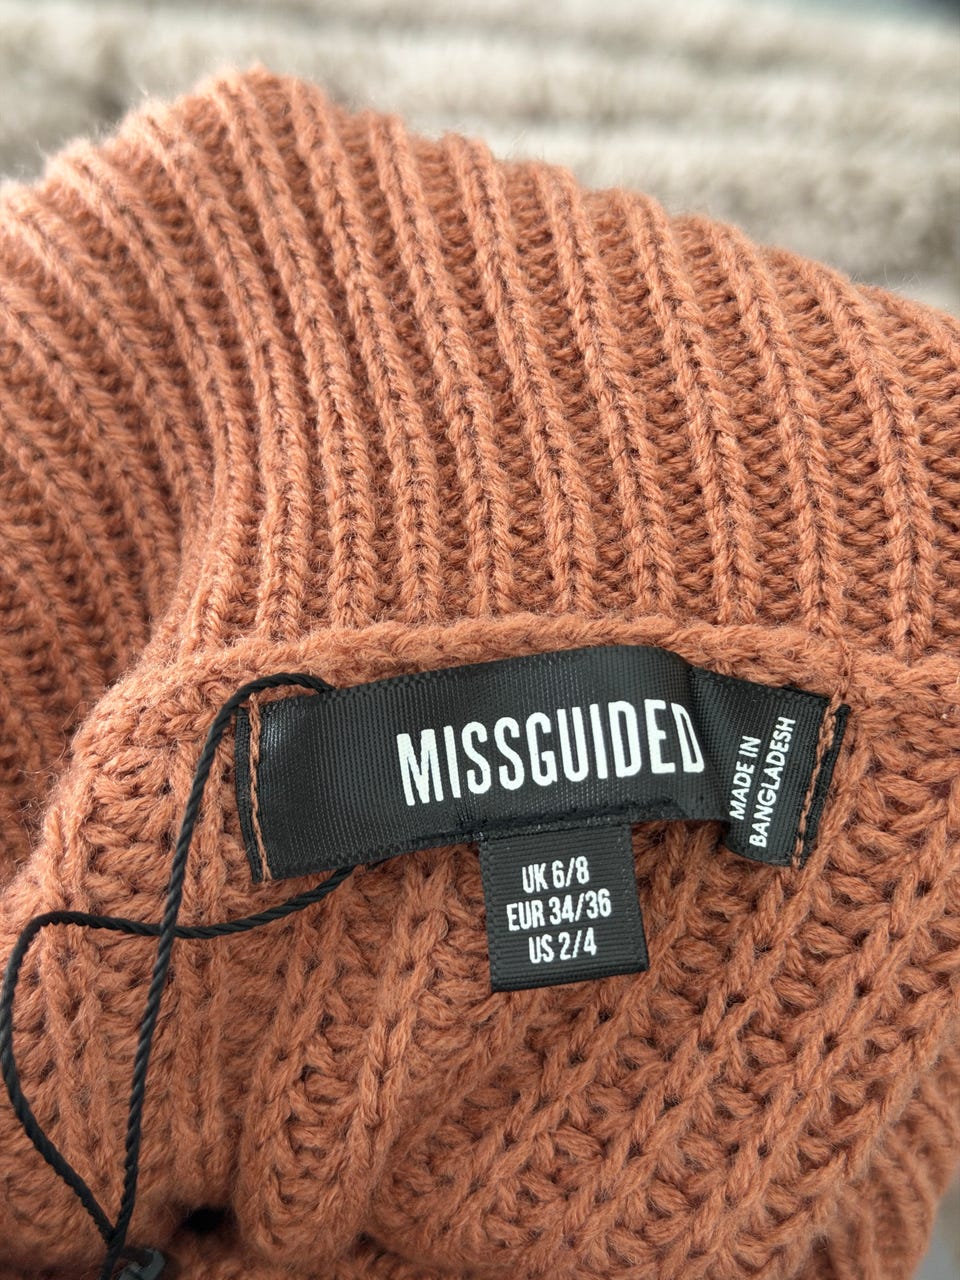 MISSGUIDED
MADE IN
BANGLADESH
UK 6/8
EUR 34/36
US 2/4